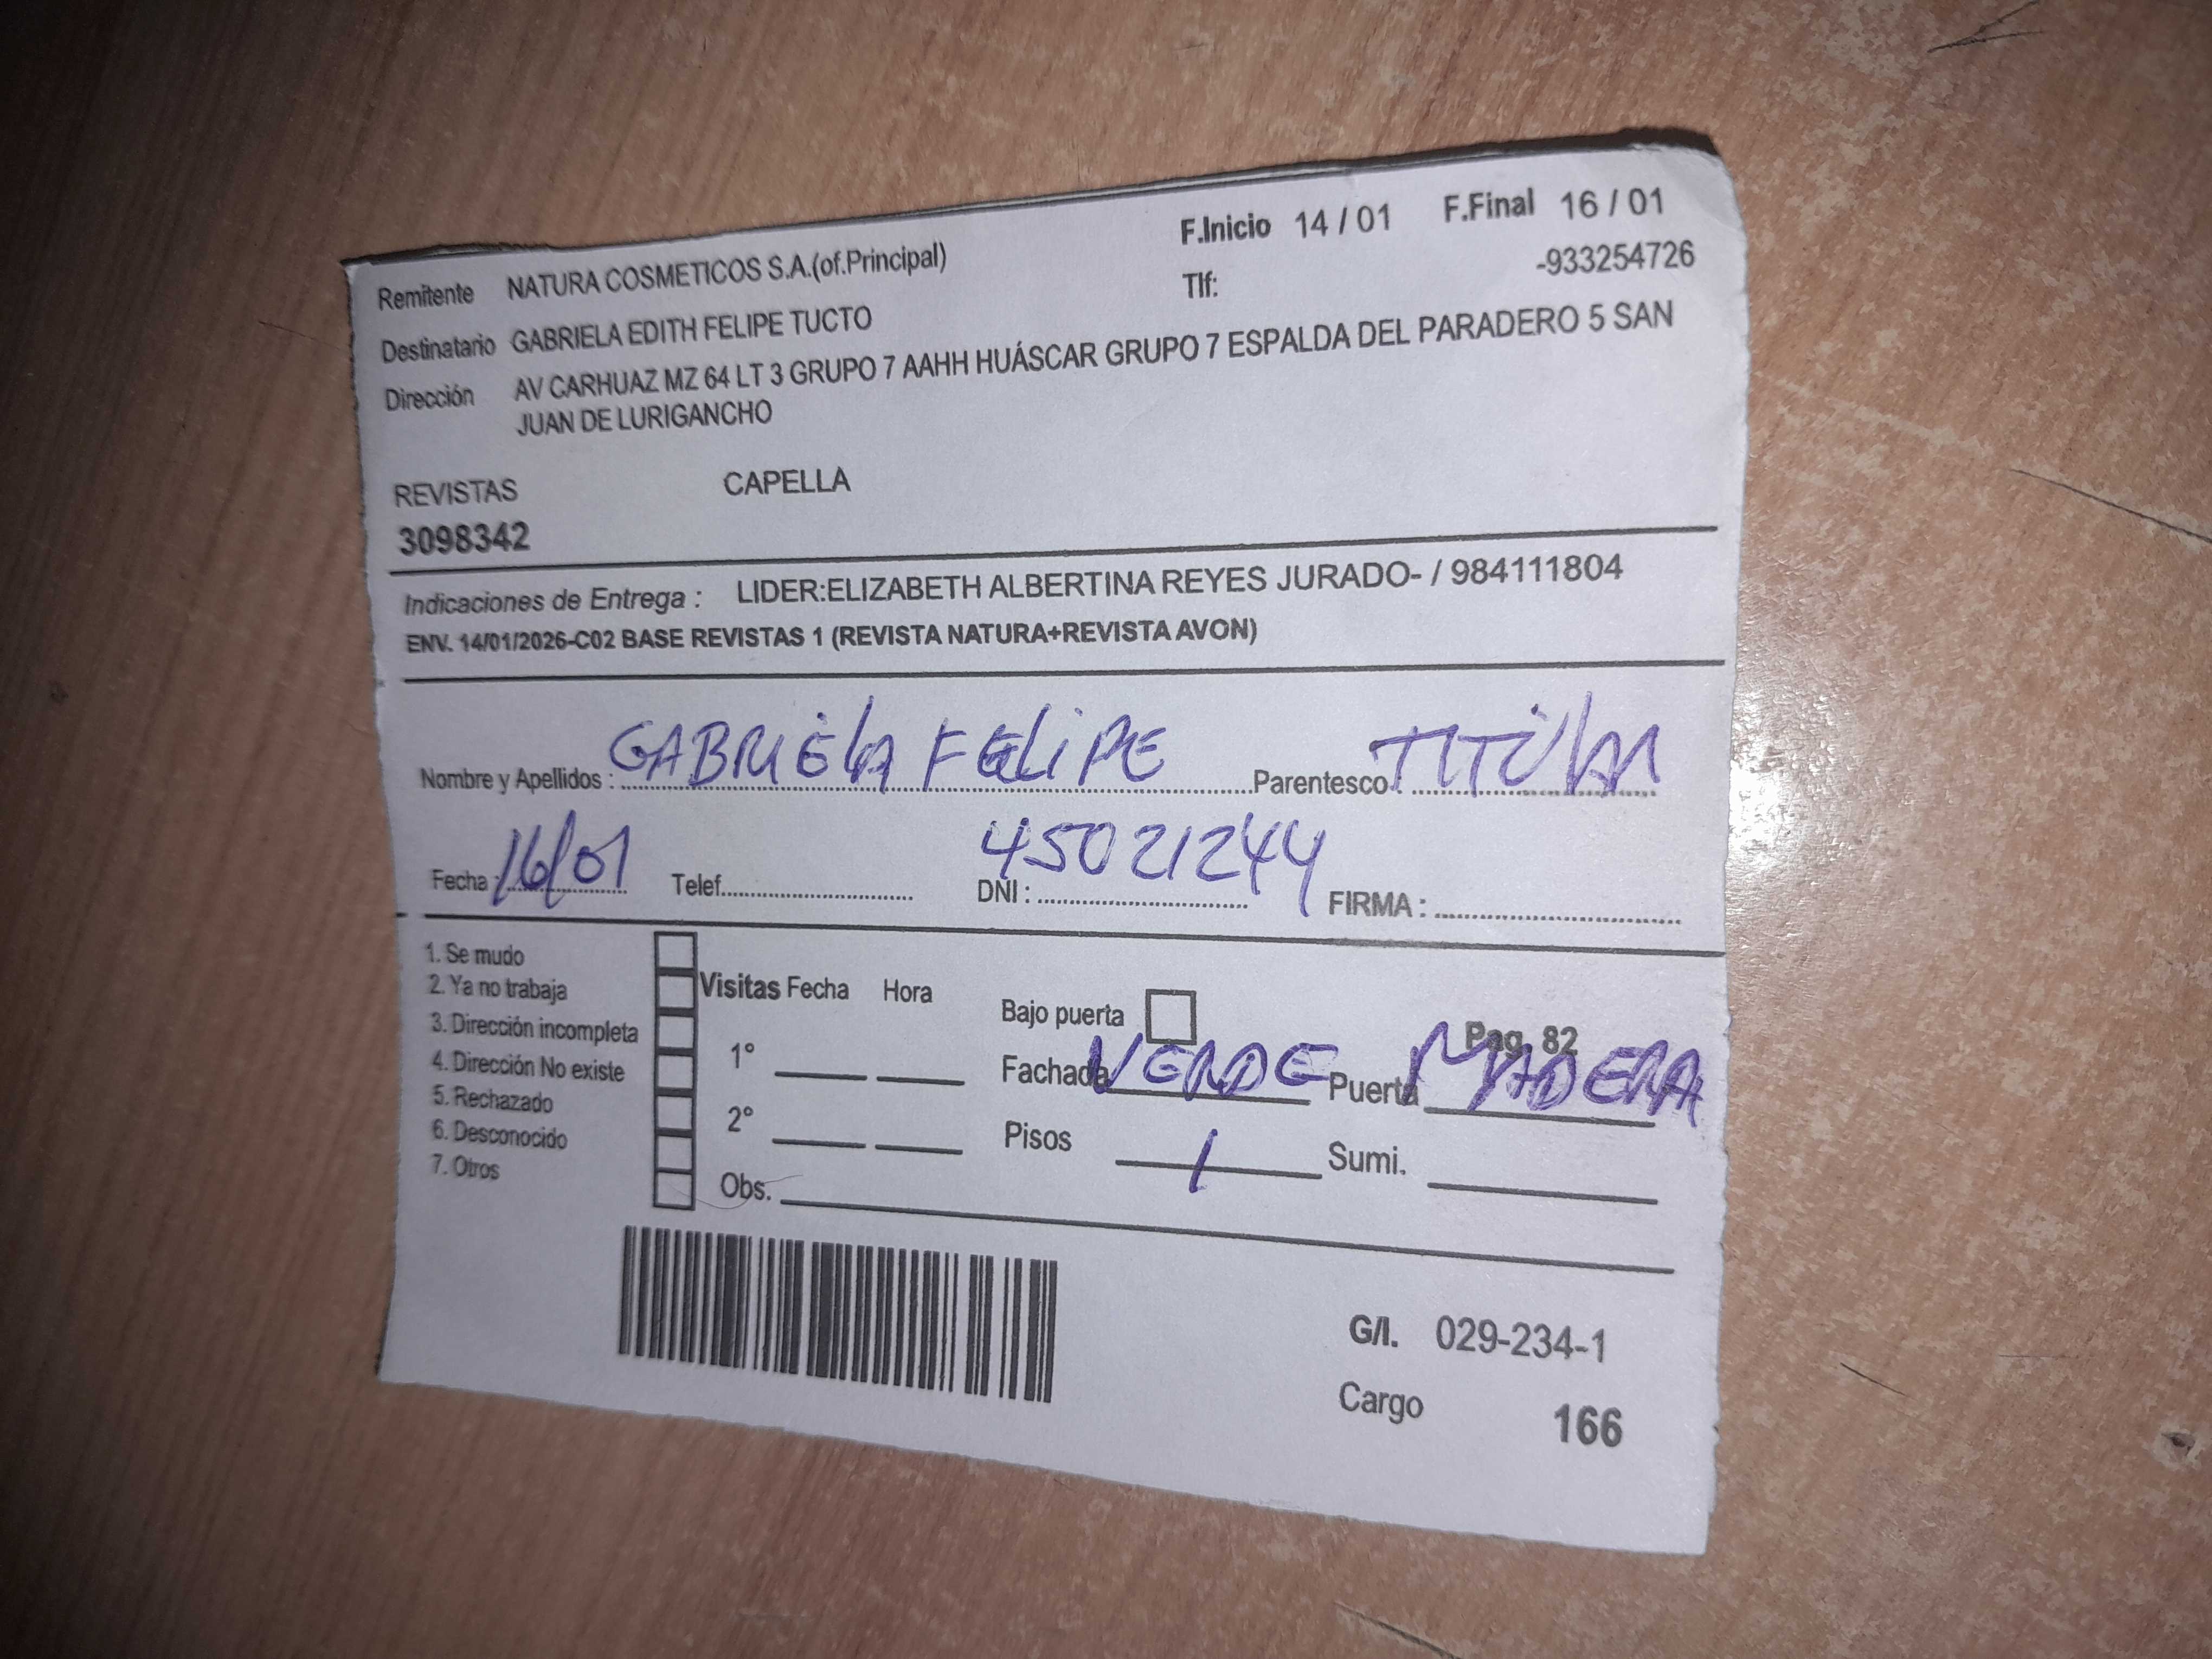 F.Inicio 14 / 01 F.Final 16 / 01
Remitente NATURA COSMETICOS S.A.(of.Principal) Tlf: -933254726
Destinatario GABRIELA EDITH FELIPE TUCTO
Dirección AV CARHUAZ MZ 64 LT 3 GRUPO 7 AAHH HUÁSCAR GRUPO 7 ESPALDA DEL PARADERO 5 SAN
JUAN DE LURIGANCHO
REVISTAS CAPELLA
3098342
Indicaciones de Entrega : LIDER:ELIZABETH ALBERTINA REYES JURADO- / 984111804
ENV. 14/01/2026-C02 BASE REVISTAS 1 (REVISTA NATURA+REVISTA AVON)
Nombre y Apellidos : GABRIEla FELiPE Parentesco : TITUlAR
Fecha : 16/01 Telef. DNI : 45021244 FIRMA :
1. Se mudo
2. Ya no trabaja
3. Dirección incompleta
4. Dirección No existe
5. Rechazado
6. Desconocido
7. Otros
Visitas Fecha Hora
1°
2°
Obs.
Bajo puerta Pag. 82
Fachada VERDE Puerta MADERA
Pisos 1 Sumi.
G/I. 029-234-1
Cargo 166